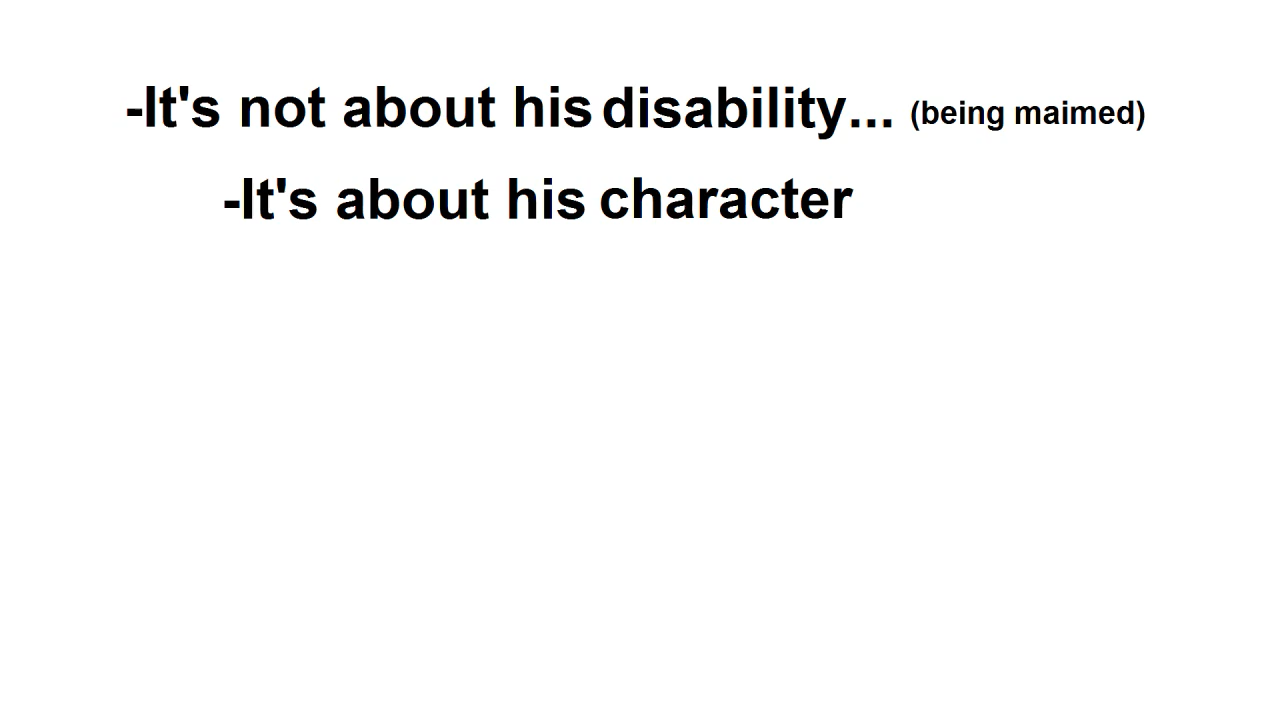 -It's not about his disability... (being maimed)
-It's about his character